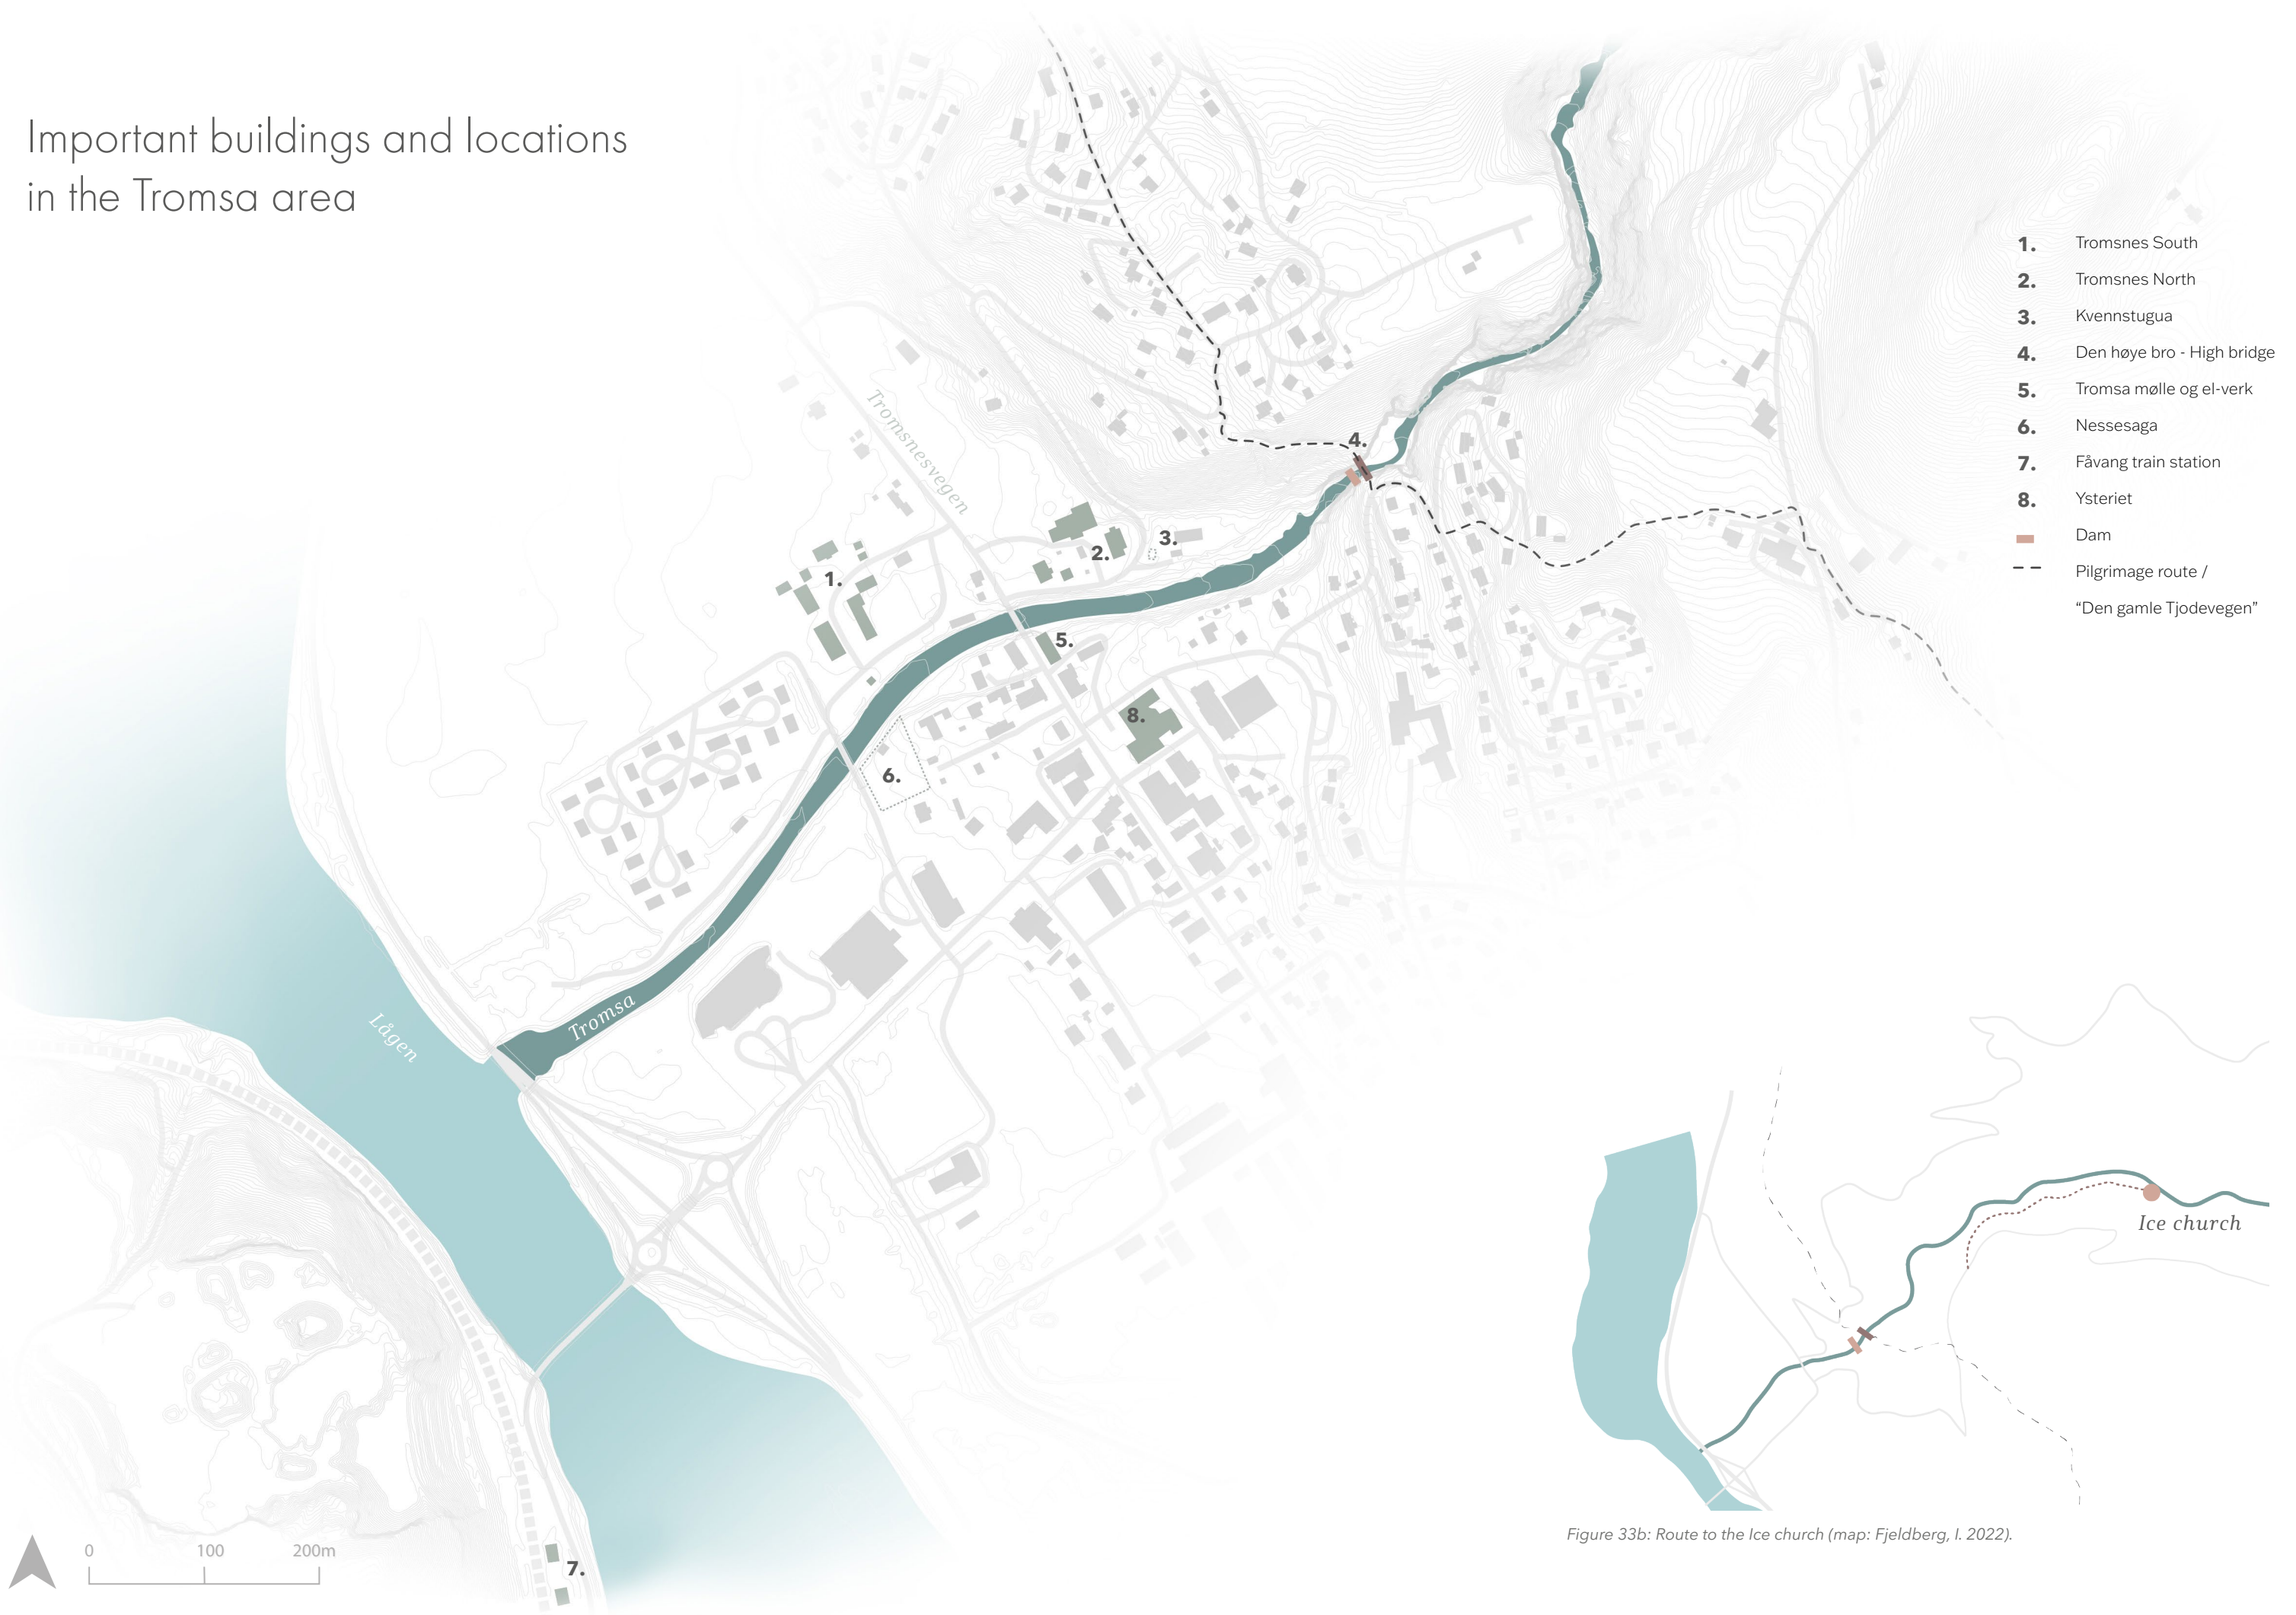 Important buildings and locations
in the Tromsa area
1. Tromsnes South
2. Tromsnes North
3. Kvennstugua
4. Den høye bro - High bridge
5. Tromsa mølle og el-verk
6. Nessesaga
7. Fåvang train station
8. Ysteriet
Dam
Pilgrimage route /
“Den gamle Tjodevegen”
Tromsnesvegen
4.
3.
2.
1.
5.
8.
6.
Tromsa
Lågen
7.
0 100 200m
Ice church
Figure 33b: Route to the Ice church (map: Fjeldberg, I. 2022).